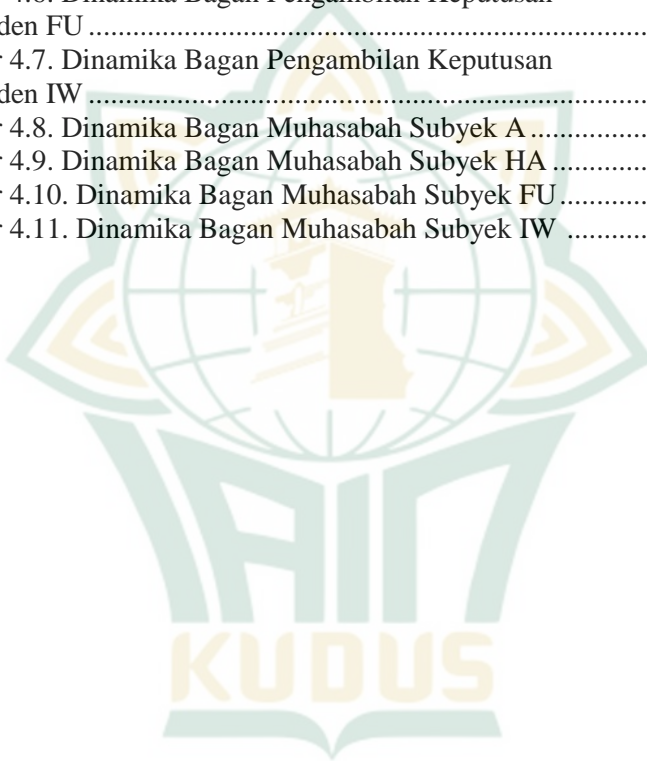 4.6. Dinamika Bagan Pengambilan Keputusan
den FU ........................................................................
r 4.7. Dinamika Bagan Pengambilan Keputusan
den IW ........................................................................
r 4.8. Dinamika Bagan Muhasabah Subyek A ................
r 4.9. Dinamika Bagan Muhasabah Subyek HA .............
r 4.10. Dinamika Bagan Muhasabah Subyek FU ............
r 4.11. Dinamika Bagan Muhasabah Subyek IW ...........
IAIN
KUDUS